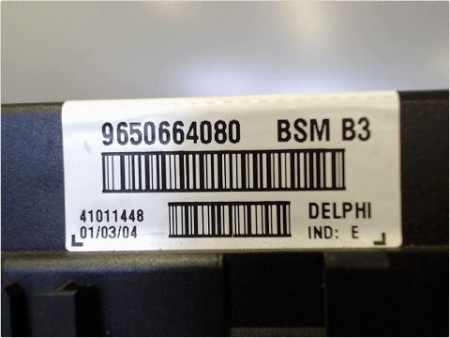 9650664080 BSM B3
41011448 DELPHI
01/03/04 IND: E